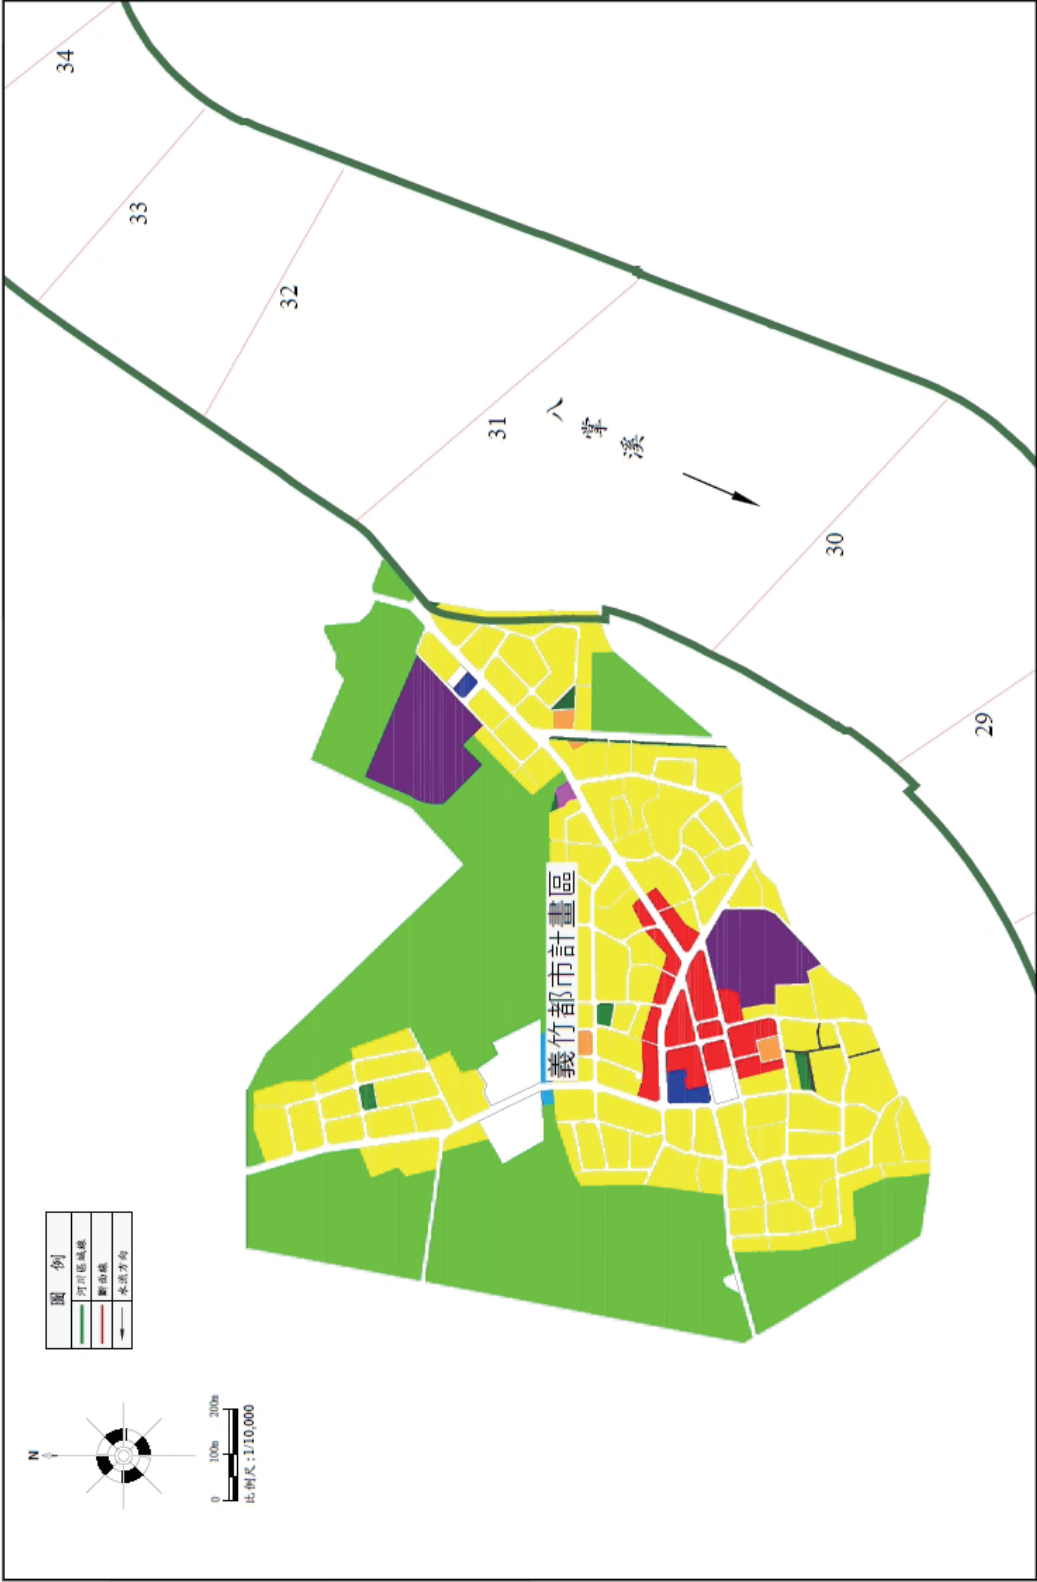 34
33
32
31
八掌溪
30
29
義竹都市計畫區
圖 例
河川區域線
斷面線
水流方向
N
0 100m 200m
比例尺:1/10,000